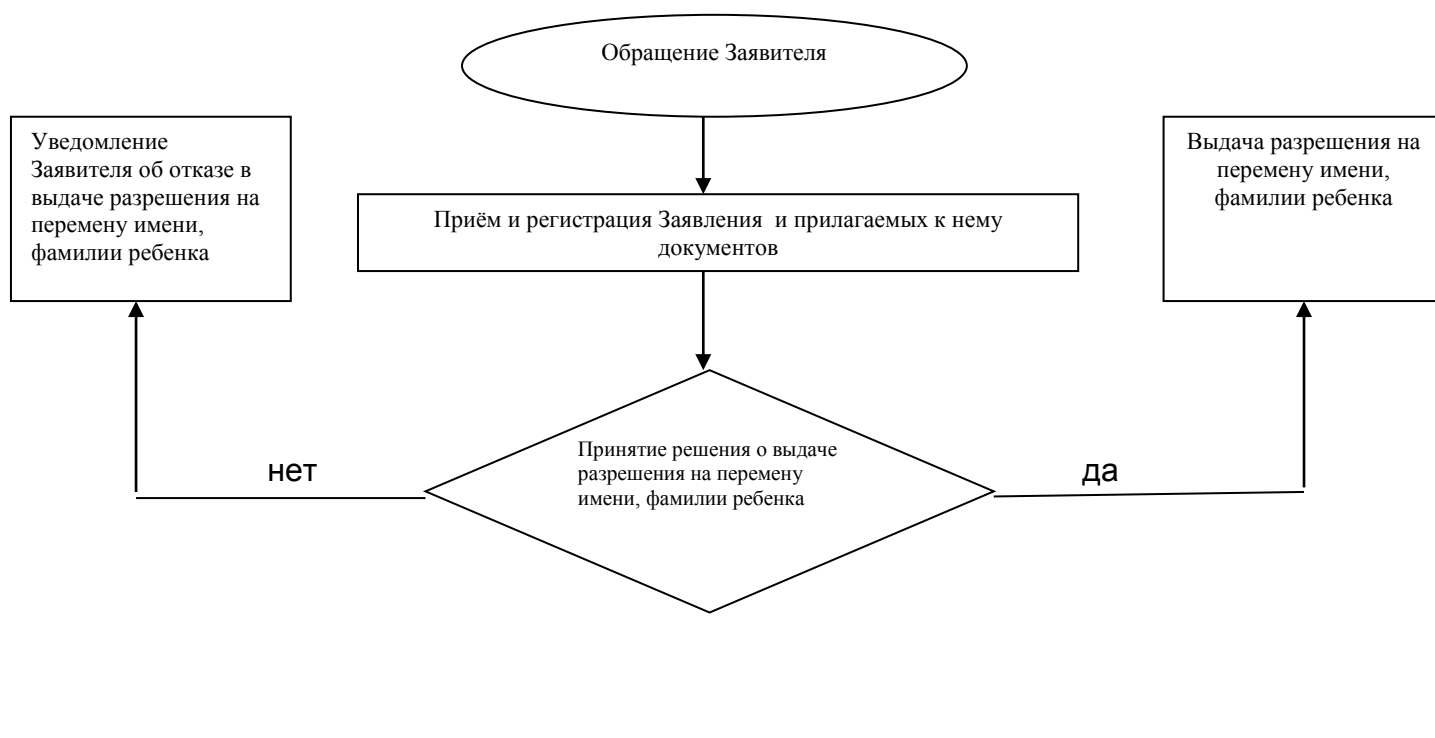 Обращение Заявителя
Уведомление
Заявителя об отказе в
выдаче разрешения на
перемену имени,
фамилии ребенка
Выдача разрешения на
перемену имени,
фамилии ребенка
Приём и регистрация Заявления и прилагаемых к нему
документов
Принятие решения о выдаче
разрешения на перемену
имени, фамилии ребенка
нет
да